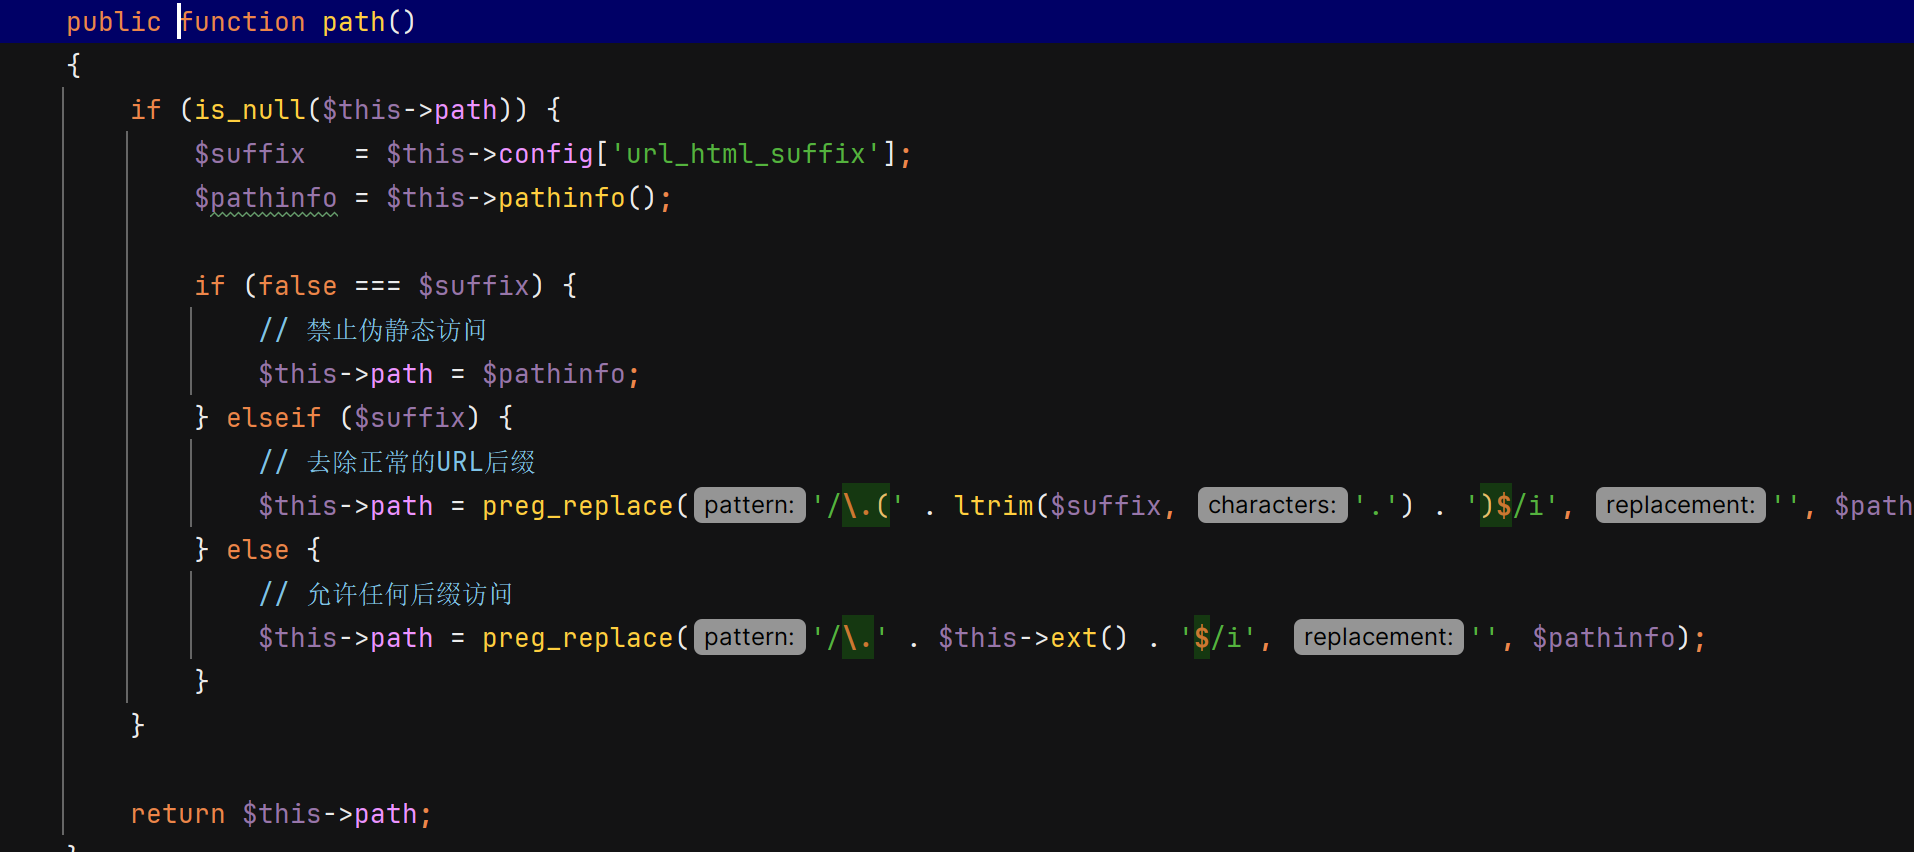 public function path()
{
if (is_null($this->path)) {
$suffix   = $this->config['url_html_suffix'];
$pathinfo = $this->pathinfo();
if (false === $suffix) {
// 禁止伪静态访问
$this->path = $pathinfo;
} elseif ($suffix) {
// 去除正常的URL后缀
$this->path = preg_replace( pattern: '/\.(' . ltrim($suffix, characters: '.') . ')$/i', replacement: '', $path
} else {
// 允许任何后缀访问
$this->path = preg_replace( pattern: '/\.' . $this->ext() . '$/i', replacement: '', $pathinfo);
}
}
return $this->path;
}